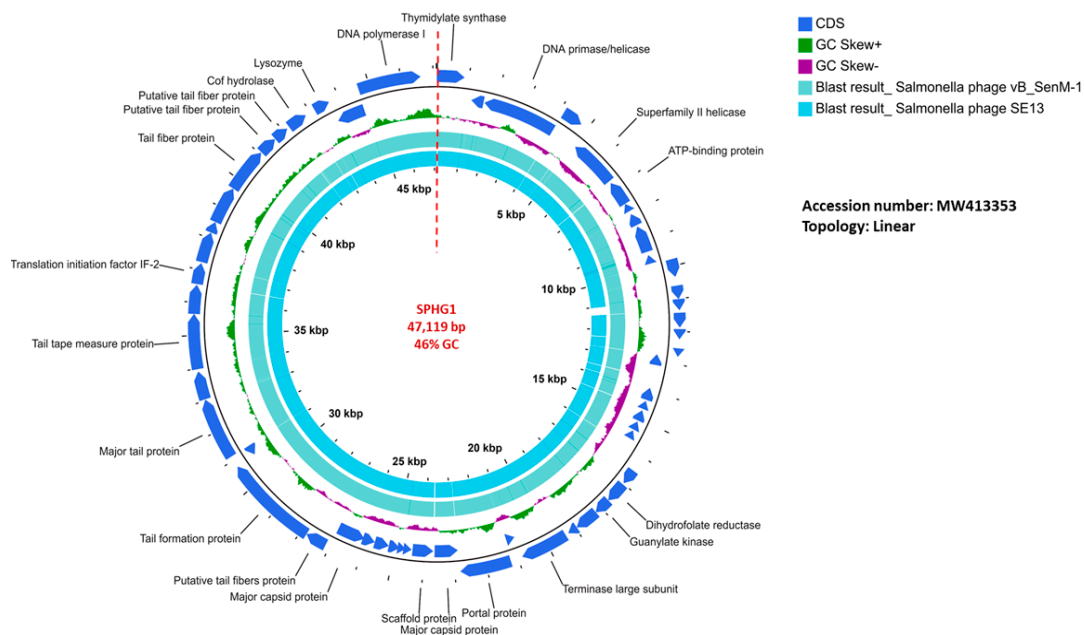 Thymidylate synthase
DNA polymerase I
DNA primase/helicase
Lysozyme
Cof hydrolase
Putative tail fiber protein
Putative tail fiber protein
Superfamily II helicase
Tail fiber protein
ATP-binding protein
CDS
GC Skew+
GC Skew-
Blast result_ Salmonella phage vB_SenM-1
Blast result_ Salmonella phage SE13
Accession number: MW413353
Topology: Linear
45 kbp
5 kbp
40 kbp
10 kbp
Translation initiation factor IF-2
SPHG1
47,119 bp
46% GC
35 kbp
Tail tape measure protein
15 kbp
30 kbp
20 kbp
25 kbp
Major tail protein
Dihydrofolate reductase
Guanylate kinase
Tail formation protein
Terminase large subunit
Putative tail fibers protein
Major capsid protein
Scaffold protein
Portal protein
Major capsid protein